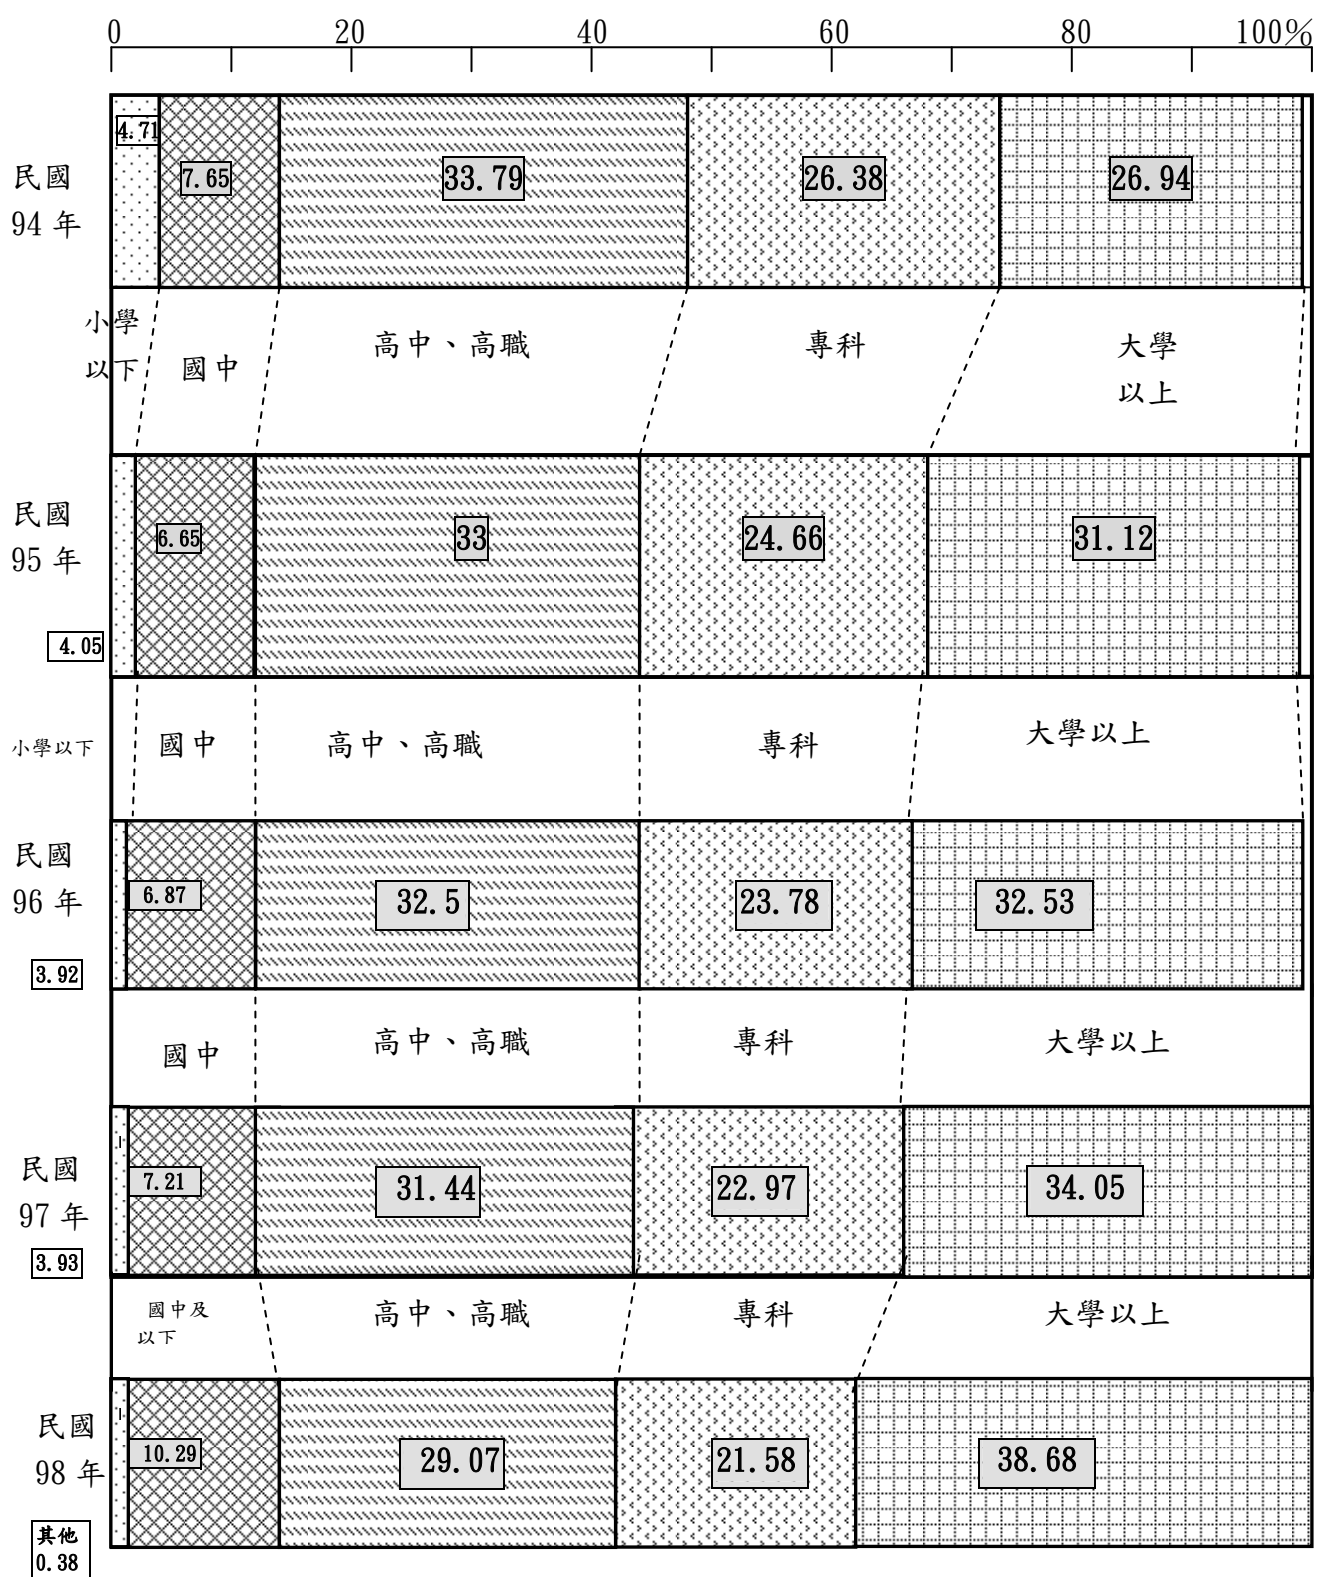 0 20 40 60 80 100%
4.71 7.65 33.79 26.38 26.94
民國
94 年
小學
以下
國中
高中、高職
專科
大學
以上
民國
95 年
6.65 33 24.66 31.12
4.05
小學以下 國中 高中、高職 專科 大學以上
民國
96 年
6.87 32.5 23.78 32.53
3.92
國中 高中、高職 專科 大學以上
民國
97 年
7.21 31.44 22.97 34.05
3.93
國中及
以下
高中、高職 專科 大學以上
民國
98 年
10.29 29.07 21.58 38.68
其他
0.38